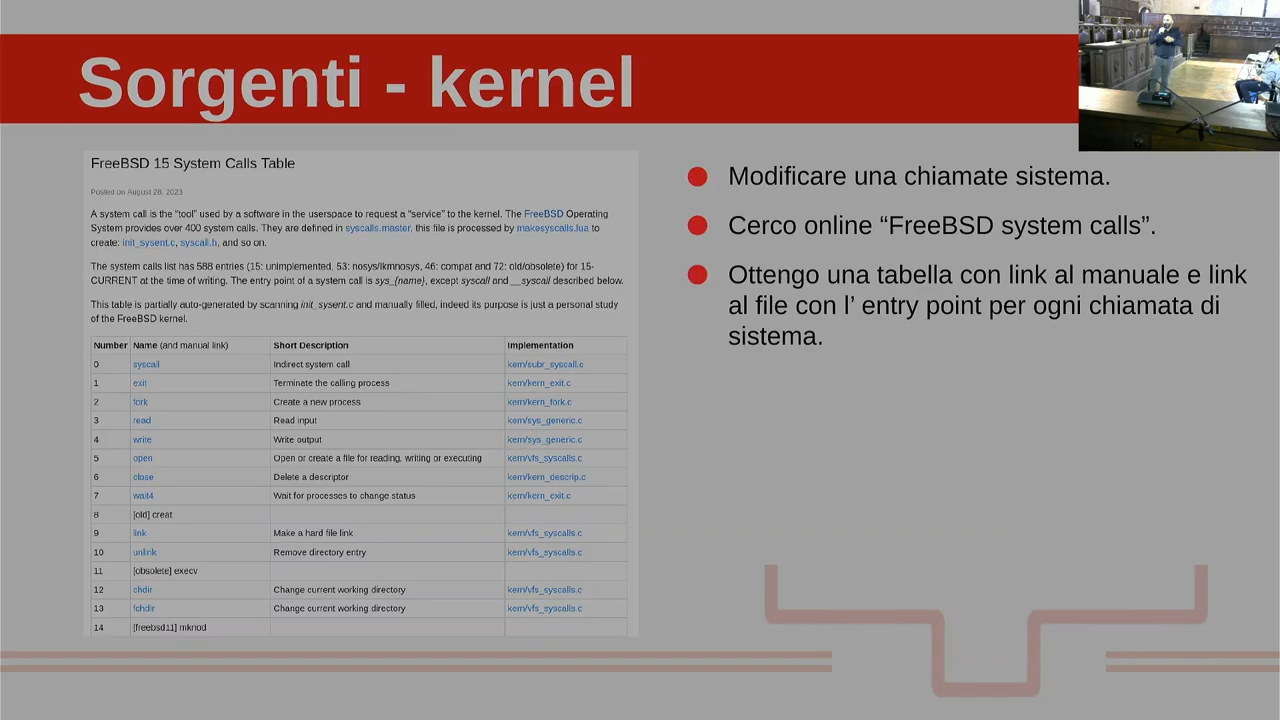 Sorgenti - kernel
FreeBSD 15 System Calls Table
Posted on August 28, 2023
A system call is the “tool” used by a software in the userspace to request a “service” to the kernel. The FreeBSD Operating
System provides over 400 system calls. They are defined in syscalls.master, this file is processed by makesyscalls.lua to
create: init_sysent.c, syscall.h, and so on.
The system calls list has 588 entries (15: unimplemented, 53: nosys/lkmnosys, 46: compat and 72: old/obsolete) for 15-
CURRENT at the time of writing. The entry point of a system call is sys_{name}, except syscall and __syscall described below.
This table is partially auto-generated by scanning init_sysent.c and manually filled, indeed its purpose is just a personal study
of the FreeBSD kernel.
Number Name (and manual link) Short Description Implementation
0 syscall Indirect system call kern/subr_syscall.c
1 exit Terminate the calling process kern/kern_exit.c
2 fork Create a new process kern/kern_fork.c
3 read Read input kern/sys_generic.c
4 write Write output kern/sys_generic.c
5 open Open or create a file for reading, writing or executing kern/vfs_syscalls.c
6 close Delete a descriptor kern/kern_descrip.c
7 wait4 Wait for processes to change status kern/kern_exit.c
8 [old] creat
9 link Make a hard file link kern/vfs_syscalls.c
10 unlink Remove directory entry kern/vfs_syscalls.c
11 [obsolete] execv
12 chdir Change current working directory kern/vfs_syscalls.c
13 fchdir Change current working directory kern/vfs_syscalls.c
14 [freebsd11] mknod
Modificare una chiamate sistema.
Cerco online “FreeBSD system calls”.
Ottengo una tabella con link al manuale e link
al file con l’ entry point per ogni chiamata di
sistema.